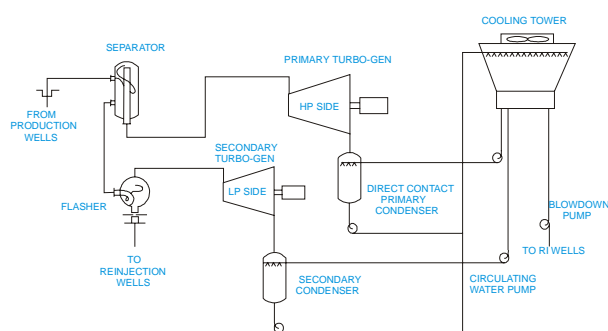 COOLING TOWER
SEPARATOR
PRIMARY TURBO-GEN
HP SIDE
FROM
PRODUCTION
WELLS
SECONDARY
TURBO-GEN
LP SIDE
DIRECT CONTACT
PRIMARY
CONDENSER
FLASHER
BLOWDOWN
PUMP
TO RI WELLS
TO
REINJECTION
WELLS
SECONDARY
CONDENSER
CIRCULATING
WATER PUMP